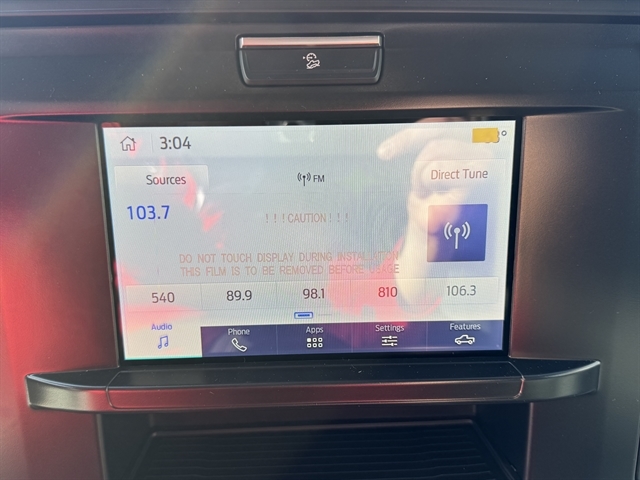 3:04
Sources
FM
Direct Tune
103.7
!!!CAUTION!!!
DO NOT TOUCH DISPLAY DURING INSTALLATION
THIS FILM IS TO BE REMOVED BEFORE USAGE
540 89.9 98.1 810 106.3
Audio Phone Apps Settings Features